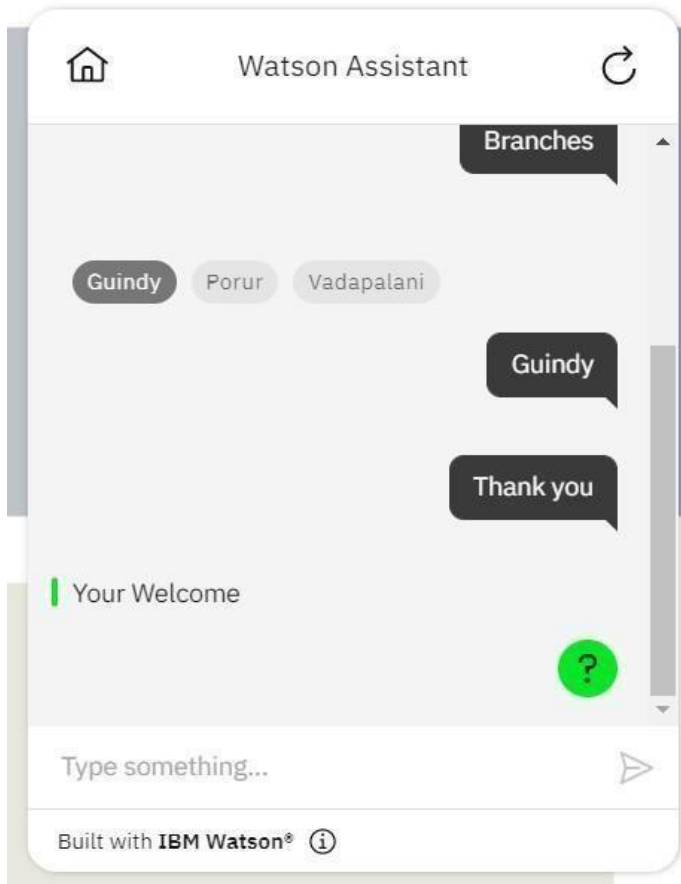 Watson Assistant
Branches
Guindy Porur Vadapalani
Guindy
Thank you
Your Welcome
?
Type something...
Built with IBM Watson®